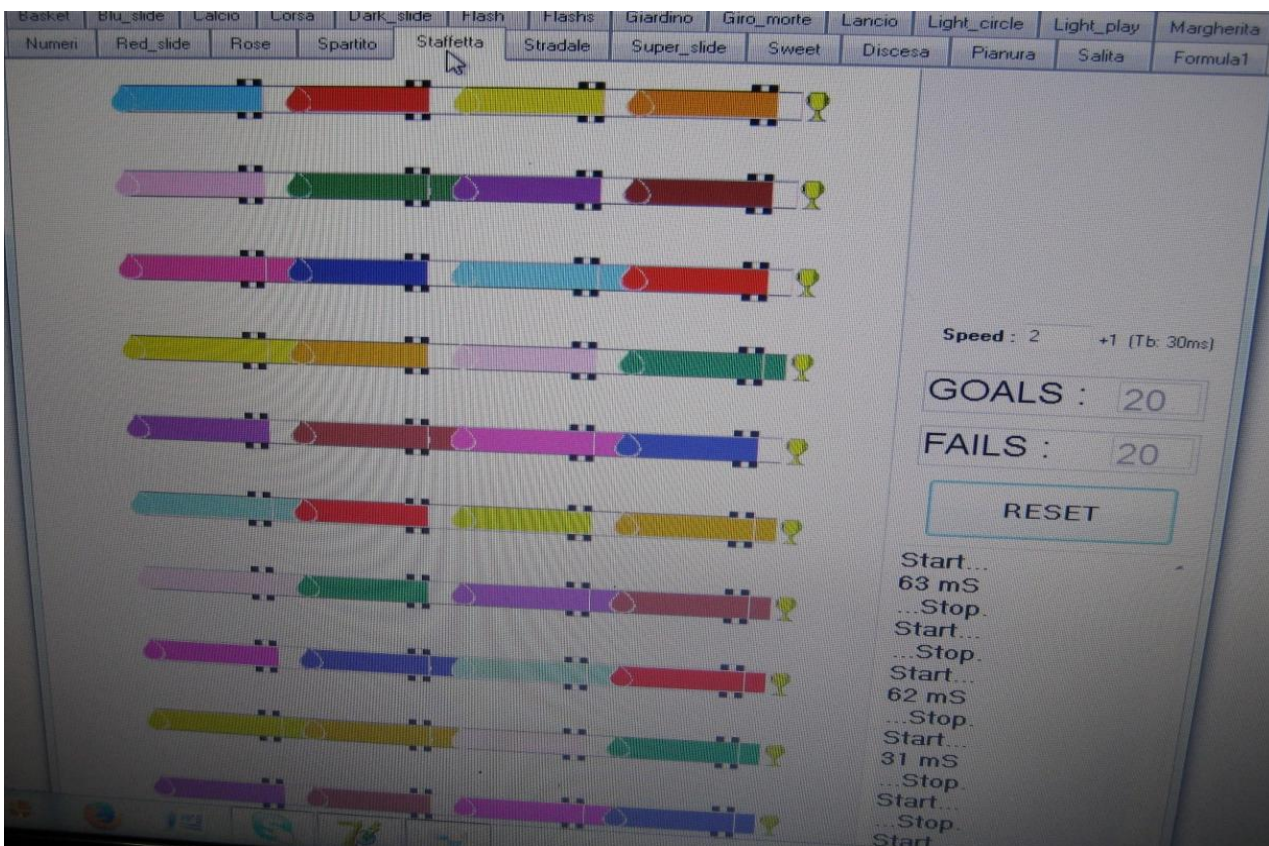 Basket Blu_slide Calcio Corsa Dark_slide Flash Flashs Giardino Giro_morte Lancio Light_circle Light_play Margherita
Numeri Red_slide Rose Spartito Staffetta Stradale Super_slide Sweet Discesa Pianura Salita Formula1
Speed : 2 +1 (Tb: 30ms)
GOALS : 20
FAILS : 20
RESET
Start...
63 mS
...Stop.
Start...
...Stop.
Start...
62 mS
...Stop.
Start...
31 mS
...Stop.
Start...
...Stop.
Start